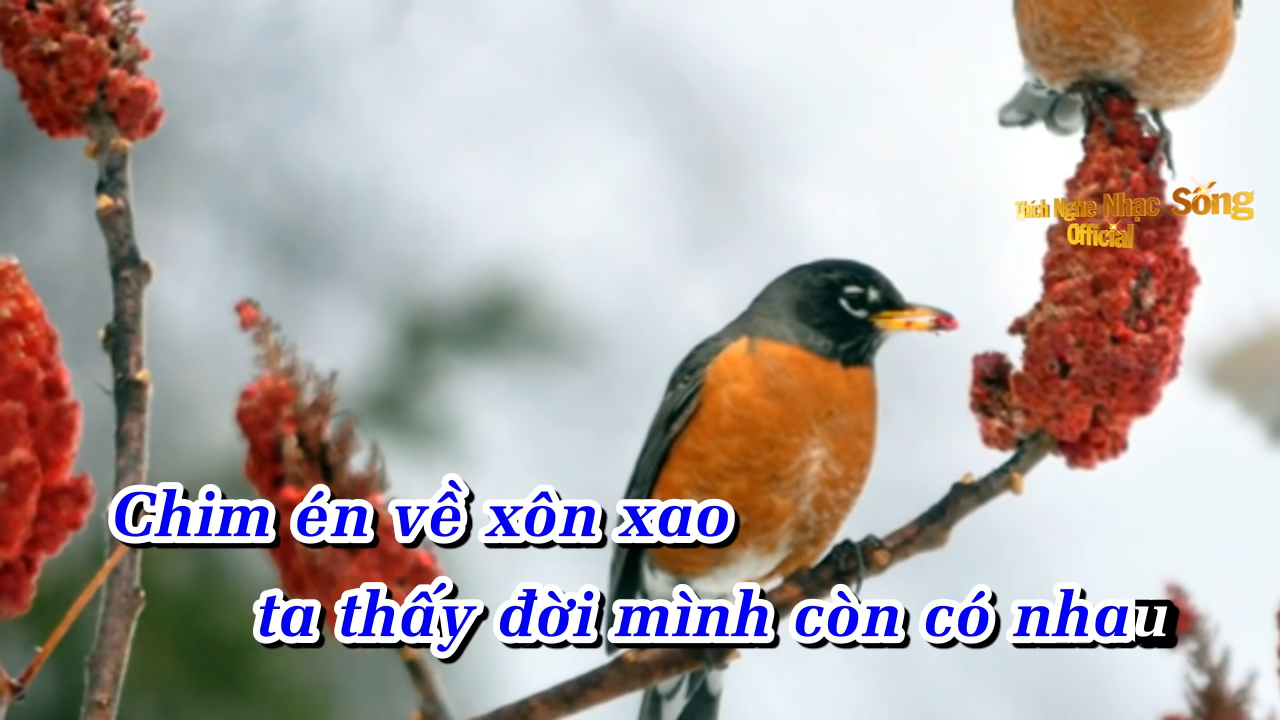 Thích Nghe Nhạc Sống
Official
Chim én về xôn xao
ta thấy đời mình còn có nhau